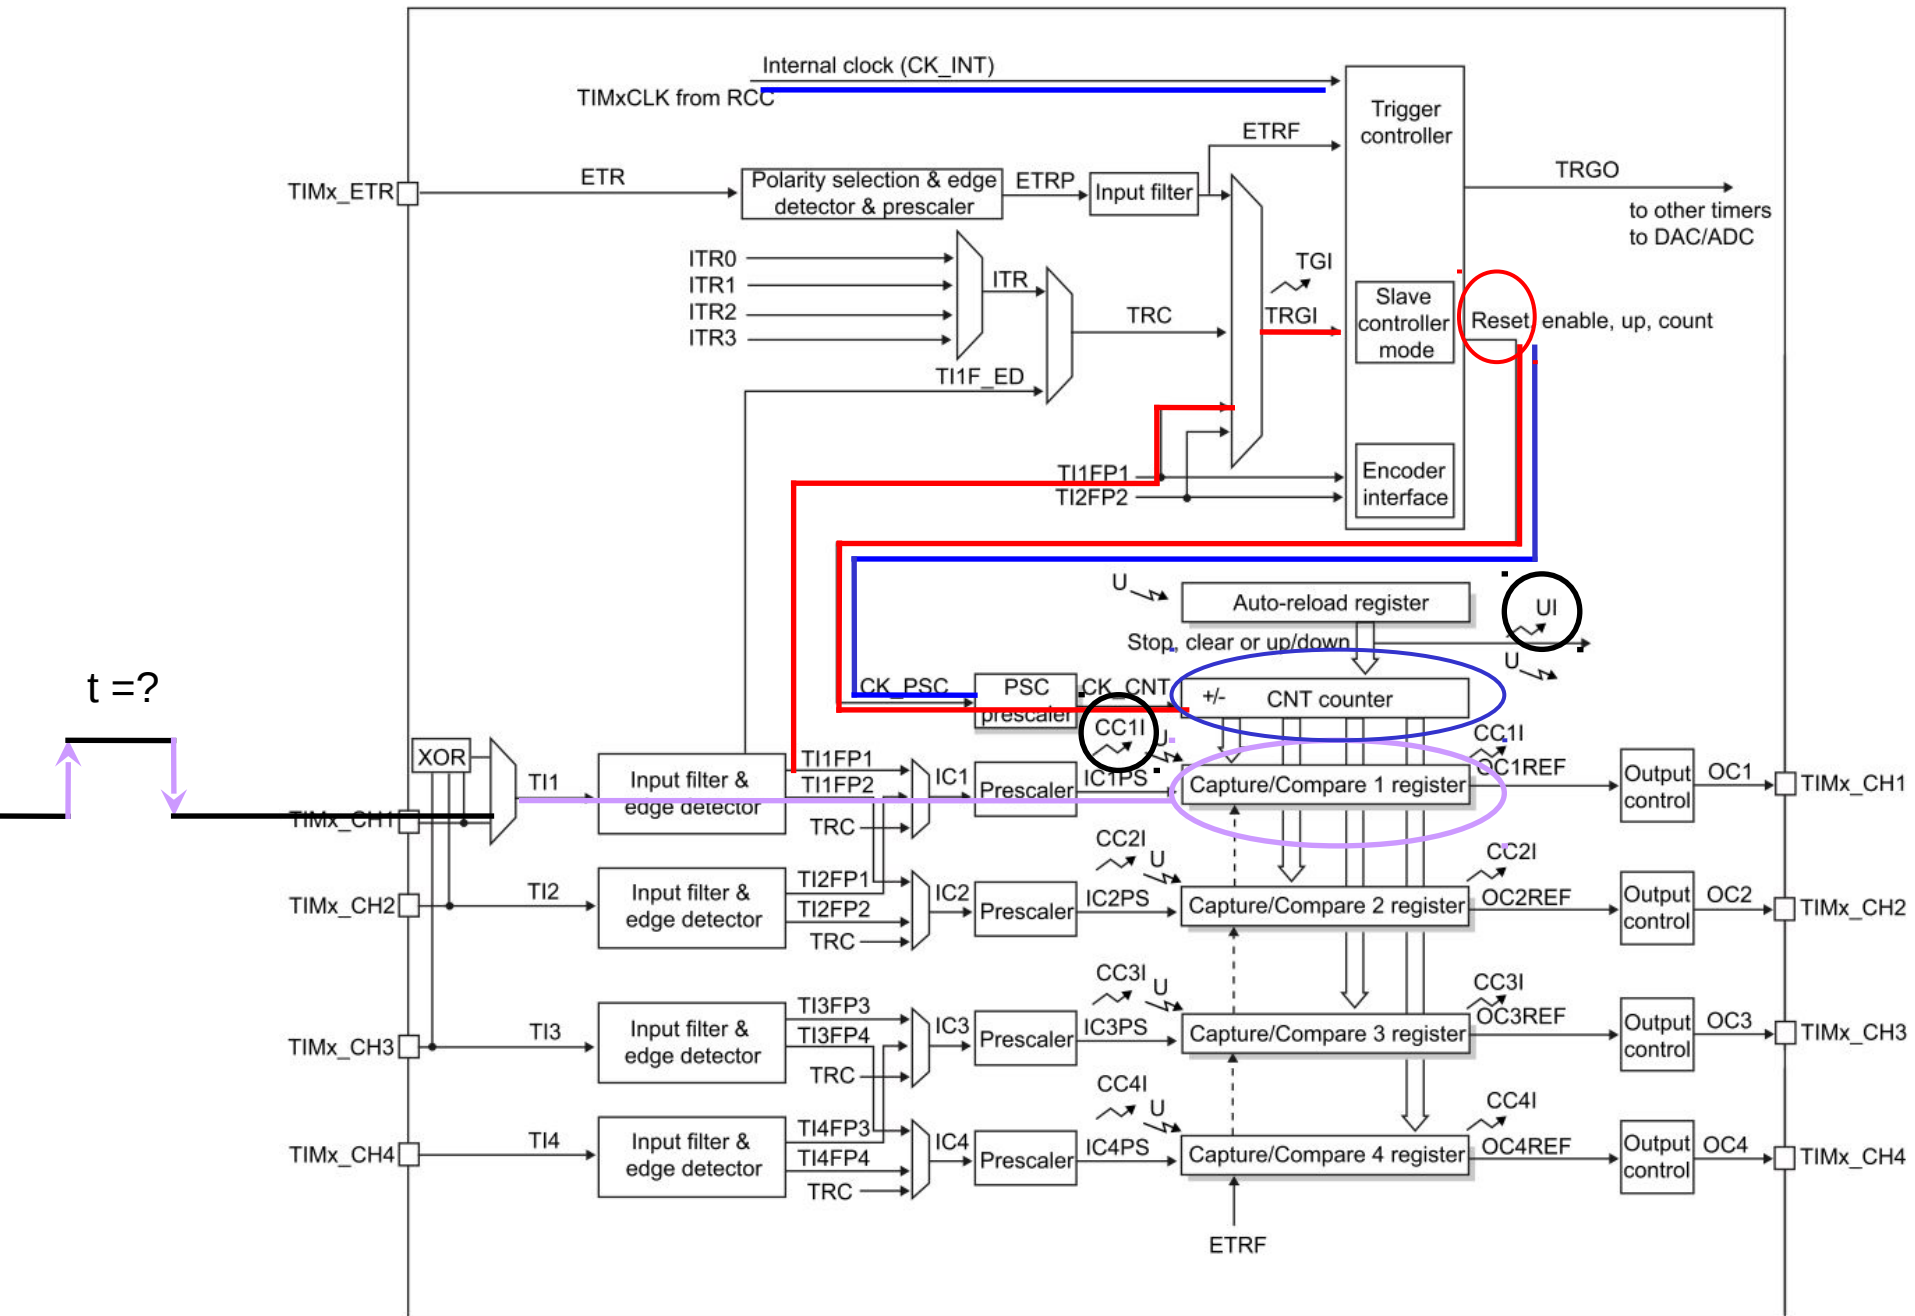 Internal clock (CK_INT)
TIMxCLK from RCC
Trigger
controller
ETRF
TIMx_ETR
ETR
Polarity selection & edge
detector & prescaler
ETRP
Input filter
TRGO
to other timers
to DAC/ADC
ITR0
ITR1
ITR2
ITR3
ITR
TRC
TGI
TRGI
Slave
controller
mode
Reset, enable, up, count
TI1F_ED
TI1FP1
TI2FP2
Encoder
interface
U
Auto-reload register
UI
Stop, clear or up/down
U
t =?
CK_PSC
PSC
prescaler
CK_CNT
+/-
CNT counter
XOR
TIMx_CH1
TI1
Input filter &
edge detector
TI1FP1
TI1FP2
TRC
IC1
Prescaler
IC1PS
CC1I
U
Capture/Compare 1 register
CC1I
OC1REF
Output
control
OC1
TIMx_CH1
TIMx_CH2
TI2
Input filter &
edge detector
TI2FP1
TI2FP2
TRC
IC2
Prescaler
IC2PS
CC2I
U
Capture/Compare 2 register
CC2I
OC2REF
Output
control
OC2
TIMx_CH2
TIMx_CH3
TI3
Input filter &
edge detector
TI3FP3
TI3FP4
TRC
IC3
Prescaler
IC3PS
CC3I
U
Capture/Compare 3 register
CC3I
OC3REF
Output
control
OC3
TIMx_CH3
TIMx_CH4
TI4
Input filter &
edge detector
TI4FP3
TI4FP4
TRC
IC4
Prescaler
IC4PS
CC4I
U
Capture/Compare 4 register
CC4I
OC4REF
Output
control
OC4
TIMx_CH4
ETRF